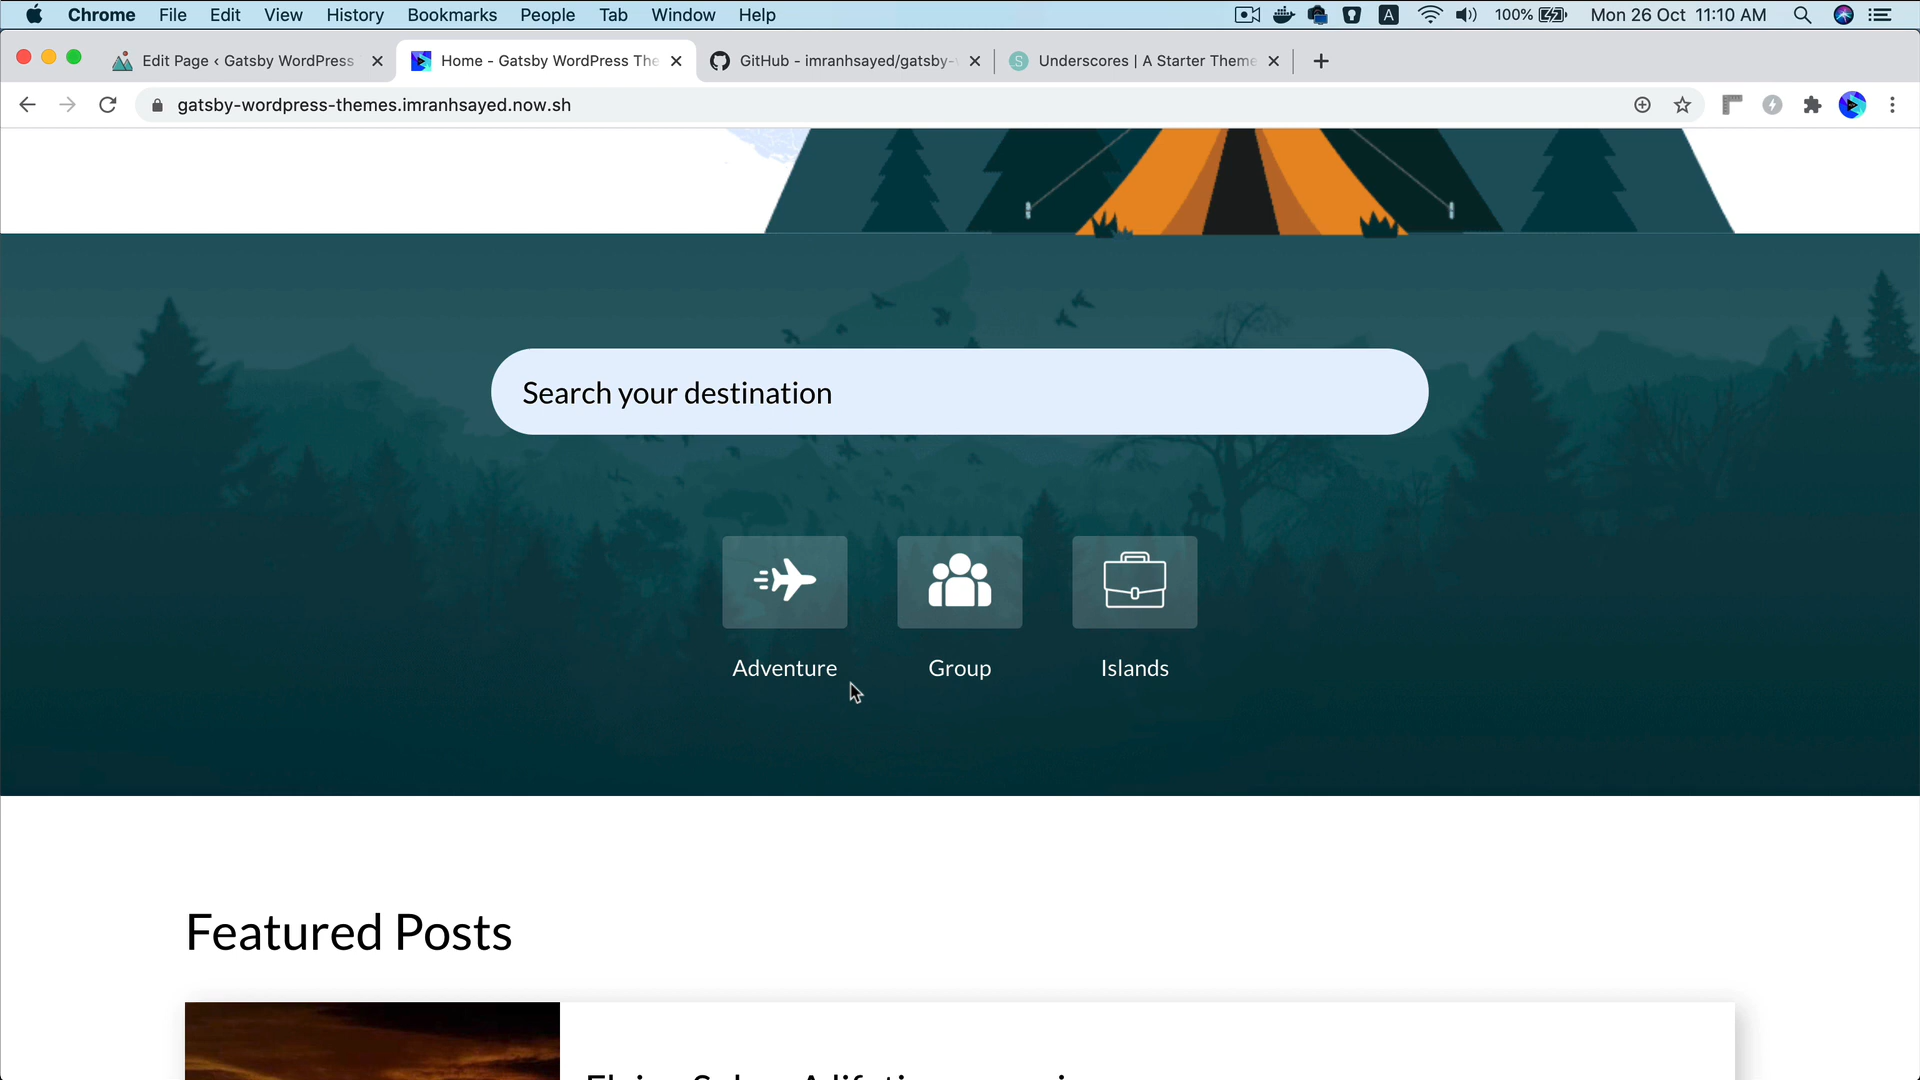 Chrome File Edit View History Bookmarks People Tab Window Help A 100% Mon 26 Oct 11:10 AM
Edit Page ‹ Gatsby WordPress Home - Gatsby WordPress The GitHub - imranhsayed/gatsby- S Underscores | A Starter Theme
gatsby-wordpress-themes.imranhsayed.now.sh
Search your destination
Adventure Group Islands
Featured Posts